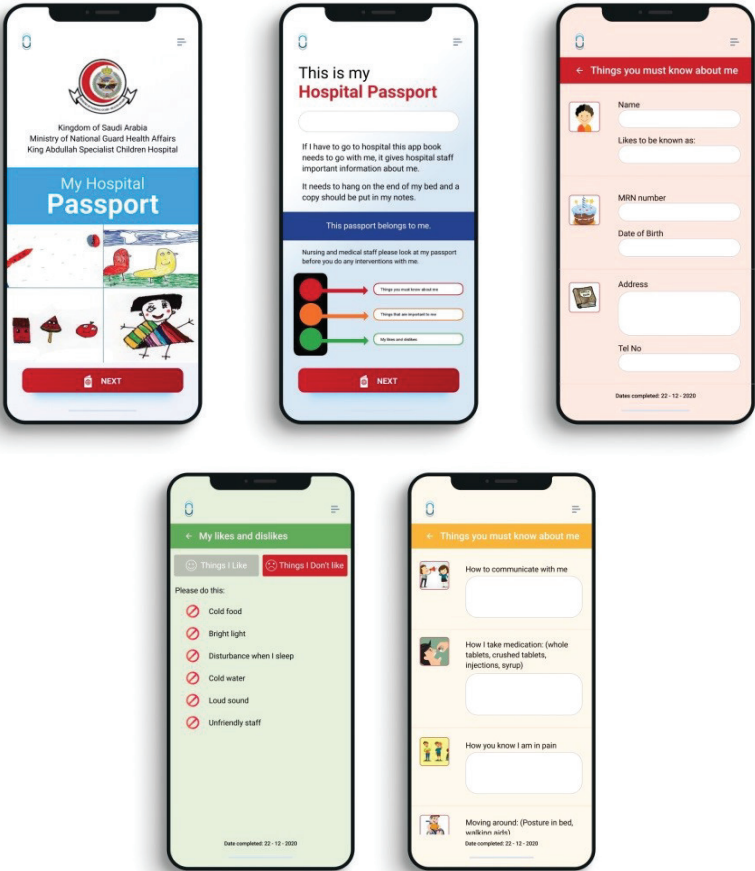 Kingdom of Saudi Arabia
Ministry of National Guard Health Affairs
King Abdullah Specialist Children Hospital
My Hospital
Passport
NEXT
This is my
Hospital Passport
If I have to go to hospital this app book
needs to go with me, it gives hospital staff
important information about me.
It needs to hang on the end of my bed and a
copy should be put in my notes.
This passport belongs to me.
Nursing and medical staff please look at my passport
before you do any interventions with me.
Things you must know about me
Things that are important to me
My likes and dislikes
NEXT
← Things you must know about me
Name
Likes to be known as:
MRN number
Date of Birth
Address
Tel No
Dates completed: 22 - 12 - 2020
← My likes and dislikes
Things I Like
Things I Don't like
Please do this:
Cold food
Bright light
Disturbance when I sleep
Cold water
Loud sound
Unfriendly staff
Date completed: 22 - 12 - 2020
← Things you must know about me
How to communicate with me
How I take medication: (whole
tablets, crushed tablets,
injections, syrup)
How you know I am in pain
Moving around: (Posture in bed,
walking aids)
Date completed: 22 - 12 - 2020